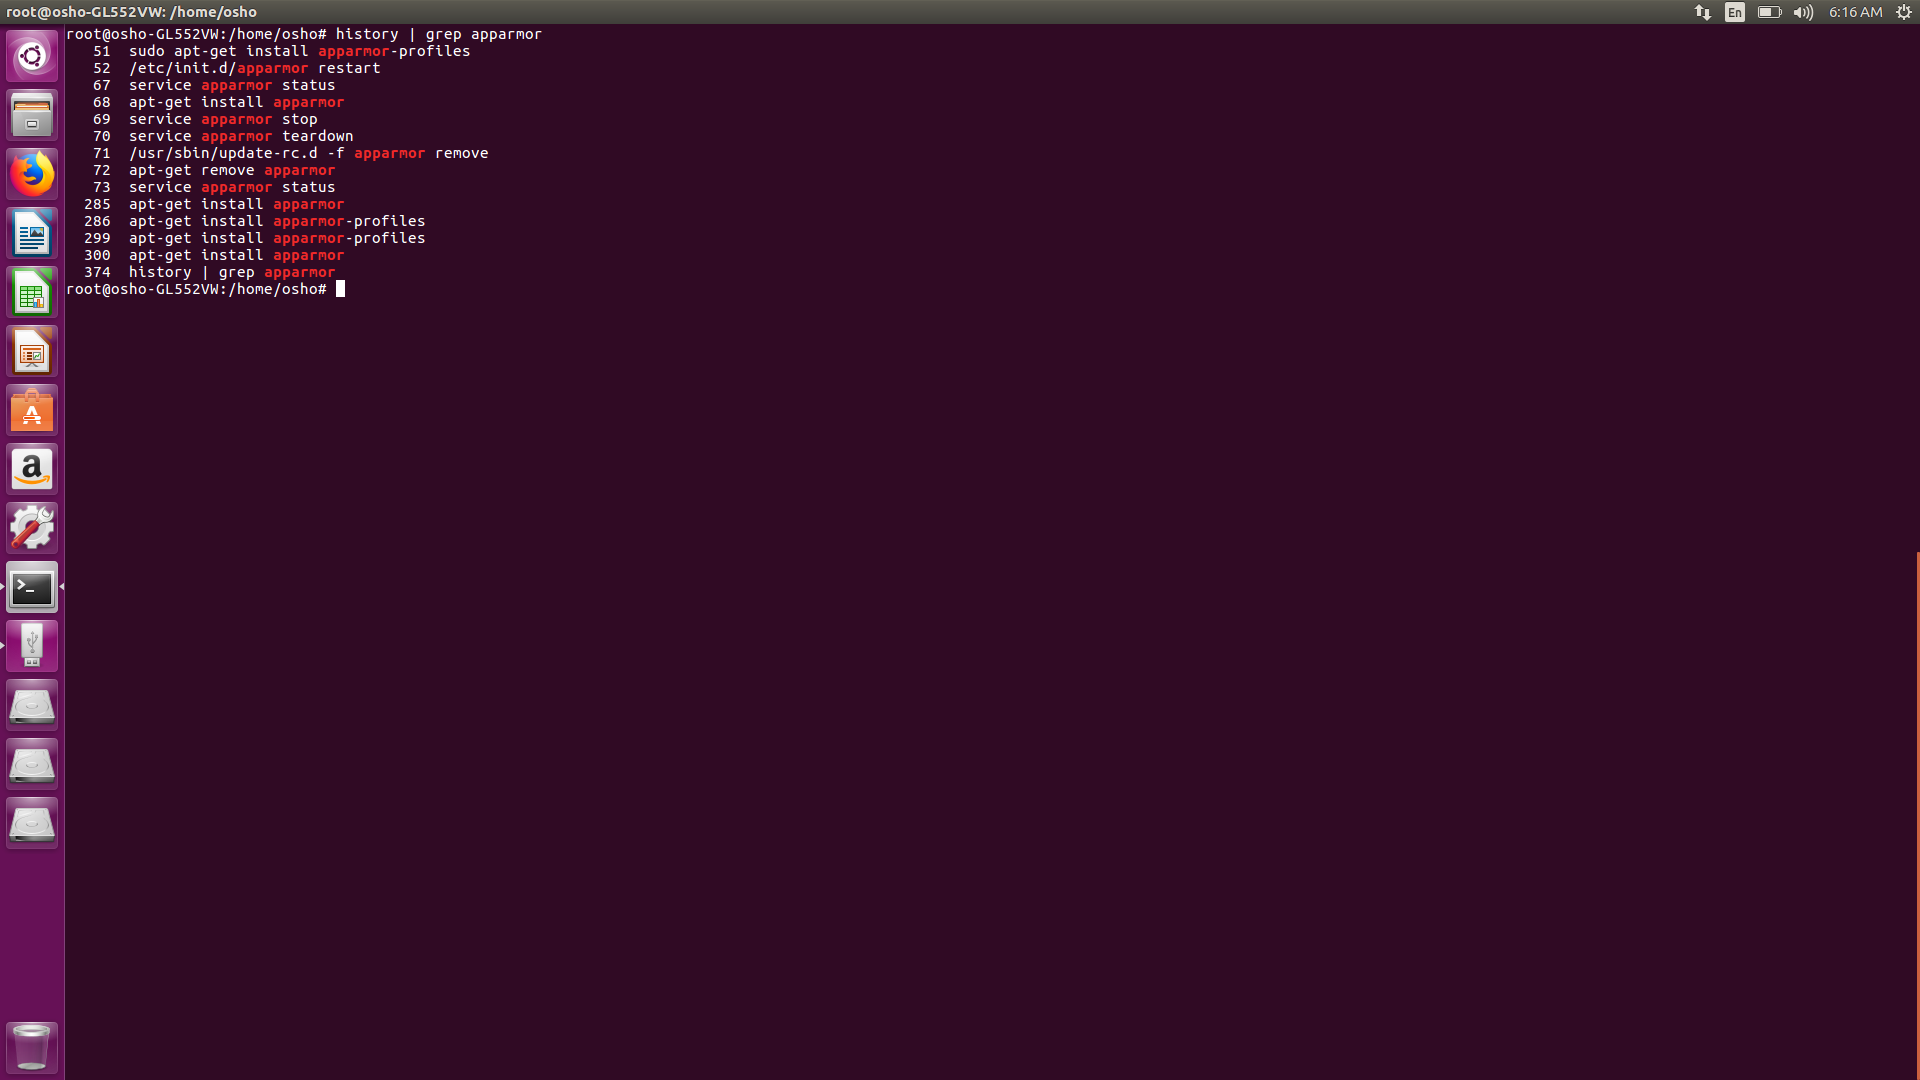 root@osho-GL552VW: /home/osho
En
6:16 AM
root@osho-GL552VW:/home/osho# history | grep apparmor
   51  sudo apt-get install apparmor-profiles
   52  /etc/init.d/apparmor restart
   67  service apparmor status
   68  apt-get install apparmor
   69  service apparmor stop
   70  service apparmor teardown
   71  /usr/sbin/update-rc.d -f apparmor remove
   72  apt-get remove apparmor
   73  service apparmor status
  285  apt-get install apparmor
  286  apt-get install apparmor-profiles
  299  apt-get install apparmor-profiles
  300  apt-get install apparmor
  374  history | grep apparmor
root@osho-GL552VW:/home/osho#